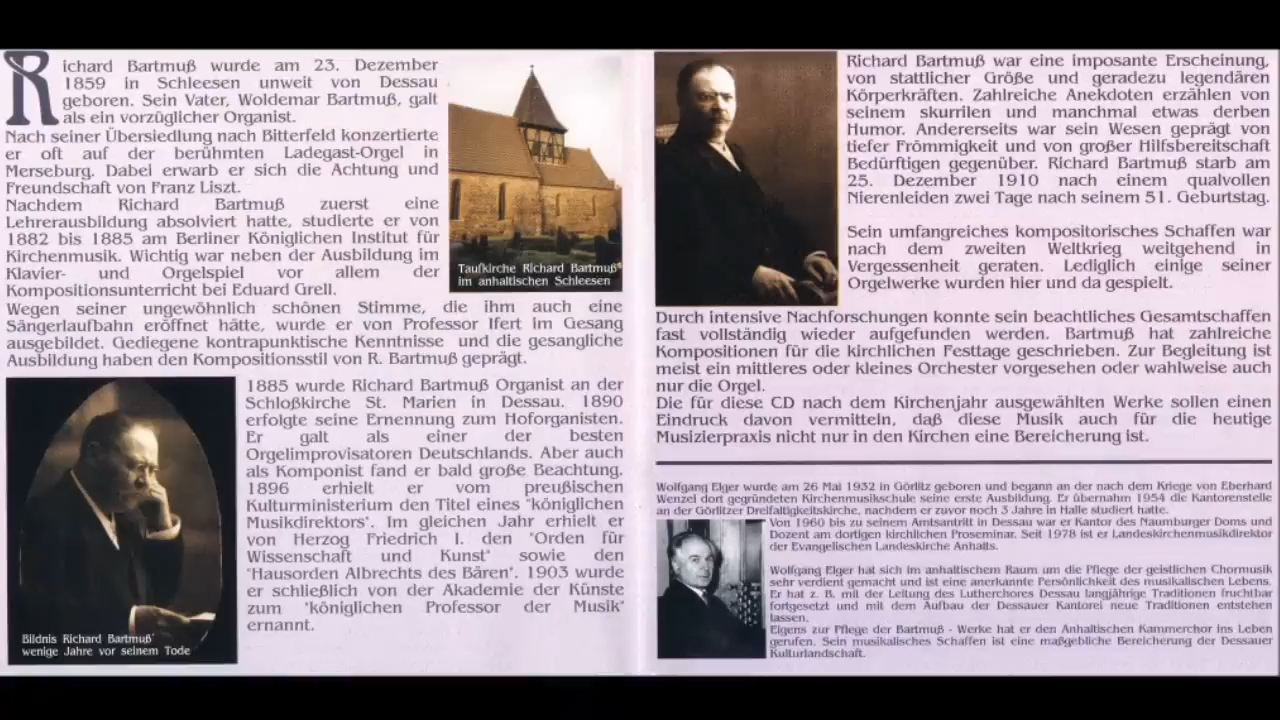 Richard Bartmuß wurde am 23. Dezember
1859 in Schleesen unweit von Dessau
geboren. Sein Vater, Woldemar Bartmuß, galt
als ein vorzüglicher Organist.
Nach seiner Übersiedlung nach Bitterfeld konzertierte
er oft auf der berühmten Ladegast-Orgel in
Merseburg. Dabei erwarb er sich die Achtung und
Freundschaft von Franz Liszt.
Nachdem Richard Bartmuß zuerst eine
Lehrerausbildung absolviert hatte, studierte er von
1882 bis 1885 am Berliner Königlichen Institut für
Kirchenmusik. Wichtig war neben der Ausbildung im
Klavier- und Orgelspiel vor allem der
Kompositionsunterricht bei Eduard Grell.
Wegen seiner ungewöhnlich schönen Stimme, die ihm auch eine
Sängerlaufbahn eröffnet hätte, wurde er von Professor Ifert im Gesang
ausgebildet. Gediegene kontrapunktische Kenntnisse und die gesangliche
Ausbildung haben den Kompositionsstil von R. Bartmuß geprägt.
Taufkirche Richard Bartmuß'
im anhaltischen Schleesen
1885 wurde Richard Bartmuß Organist an der
Schloßkirche St. Marien in Dessau. 1890
erfolgte seine Ernennung zum Hoforganisten.
Er galt als einer der besten
Orgelimprovisatoren Deutschlands. Aber auch
als Komponist fand er bald große Beachtung.
1896 erhielt er vom preußischen
Kulturministerium den Titel eines "königlichen
Musikdirektors". Im gleichen Jahr erhielt er
von Herzog Friedrich I. den "Orden für
Wissenschaft und Kunst" sowie den
"Hausorden Albrechts des Bären". 1903 wurde
er schließlich von der Akademie der Künste
zum "königlichen Professor der Musik"
ernannt.
Bildnis Richard Bartmuß'
wenige Jahre vor seinem Tode
Richard Bartmuß war eine imposante Erscheinung,
von stattlicher Größe und geradezu legendären
Körperkräften. Zahlreiche Anekdoten erzählen von
seinem skurrilen und manchmal etwas derben
Humor. Andererseits war sein Wesen geprägt von
tiefer Frömmigkeit und von großer Hilfsbereitschaft
Bedürftigen gegenüber. Richard Bartmuß starb am
25. Dezember 1910 nach einem qualvollen
Nierenleiden zwei Tage nach seinem 51. Geburtstag.
Sein umfangreiches kompositorisches Schaffen war
nach dem zweiten Weltkrieg weitgehend in
Vergessenheit geraten. Lediglich einige seiner
Orgelwerke wurden hier und da gespielt.
Durch intensive Nachforschungen konnte sein beachtliches Gesamtschaffen
fast vollständig wieder aufgefunden werden. Bartmuß hat zahlreiche
Kompositionen für die kirchlichen Festtage geschrieben. Zur Begleitung ist
meist ein mittleres oder kleines Orchester vorgesehen oder wahlweise auch
nur die Orgel.
Die für diese CD nach dem Kirchenjahr ausgewählten Werke sollen einen
Eindruck davon vermitteln, daß diese Musik auch für die heutige
Musizierpraxis nicht nur in den Kirchen eine Bereicherung ist.
Wolfgang Elger wurde am 26 Mai 1932 in Görlitz geboren und begann an der nach dem Kriege von Eberhard
Wenzel dort gegründeten Kirchenmusikschule seine erste Ausbildung. Er übernahm 1954 die Kantorenstelle
an der Görlitzer Dreifaltigkeitskirche, nachdem er zuvor noch 3 Jahre in Halle studiert hatte.
Von 1960 bis zu seinem Amtsantritt in Dessau war er Kantor des Naumburger Doms und
Dozent am dortigen kirchlichen Proseminar. Seit 1978 ist er Landeskirchenmusikdirektor
der Evangelischen Landeskirche Anhalts.
Wolfgang Elger hat sich im anhaltischem Raum um die Pflege der geistlichen Chormusik
sehr verdient gemacht und ist eine anerkannte Persönlichkeit des musikalischen Lebens.
Er hat z. B. mit der Leitung des Lutherchores Dessau langjährige Traditionen fruchtbar
fortgesetzt und mit dem Aufbau der Dessauer Kantorei neue Traditionen entstehen
lassen.
Eigens zur Pflege der Bartmuß - Werke hat er den Anhaltischen Kammerchor ins Leben
gerufen. Sein musikalisches Schaffen ist eine maßgebliche Bereicherung der Dessauer
Kulturlandschaft.